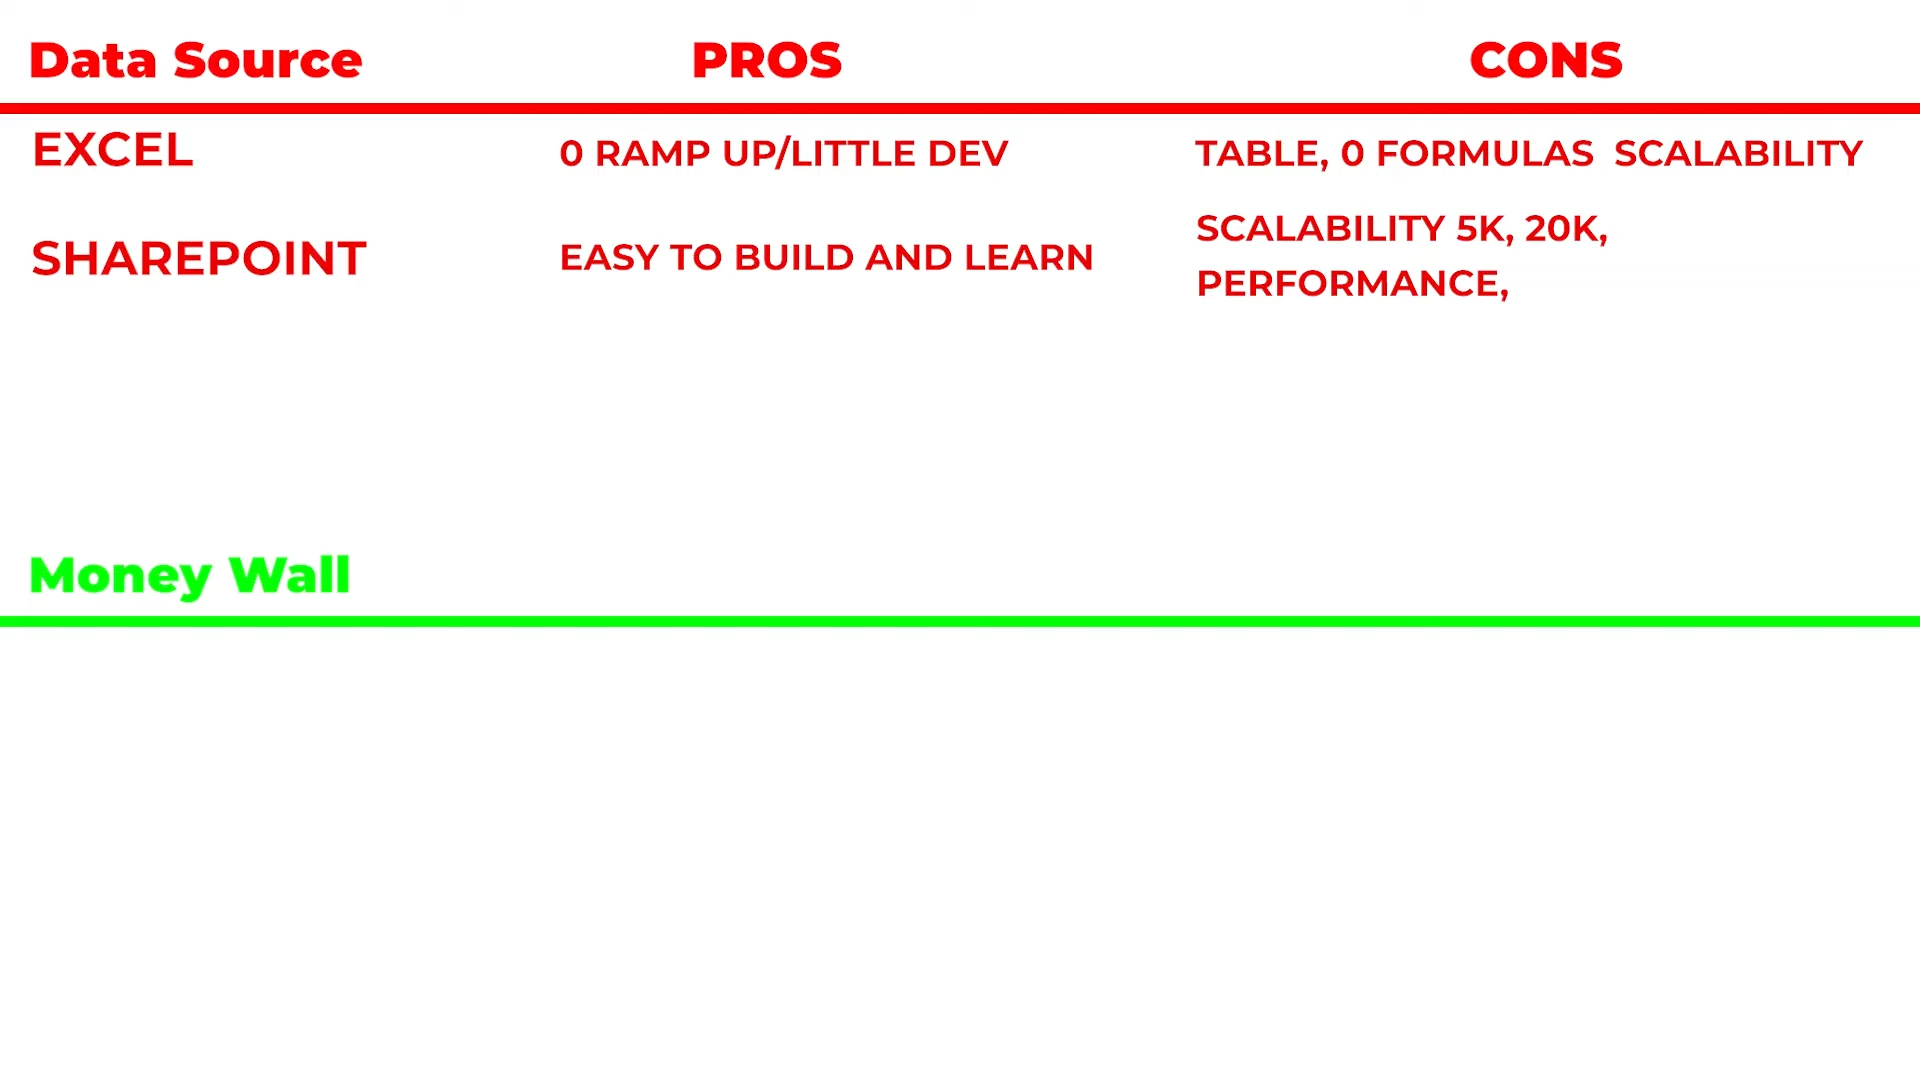 Data Source PROS CONS
EXCEL 0 RAMP UP/LITTLE DEV TABLE, 0 FORMULAS SCALABILITY
SHAREPOINT EASY TO BUILD AND LEARN SCALABILITY 5K, 20K,
PERFORMANCE,
Money Wall